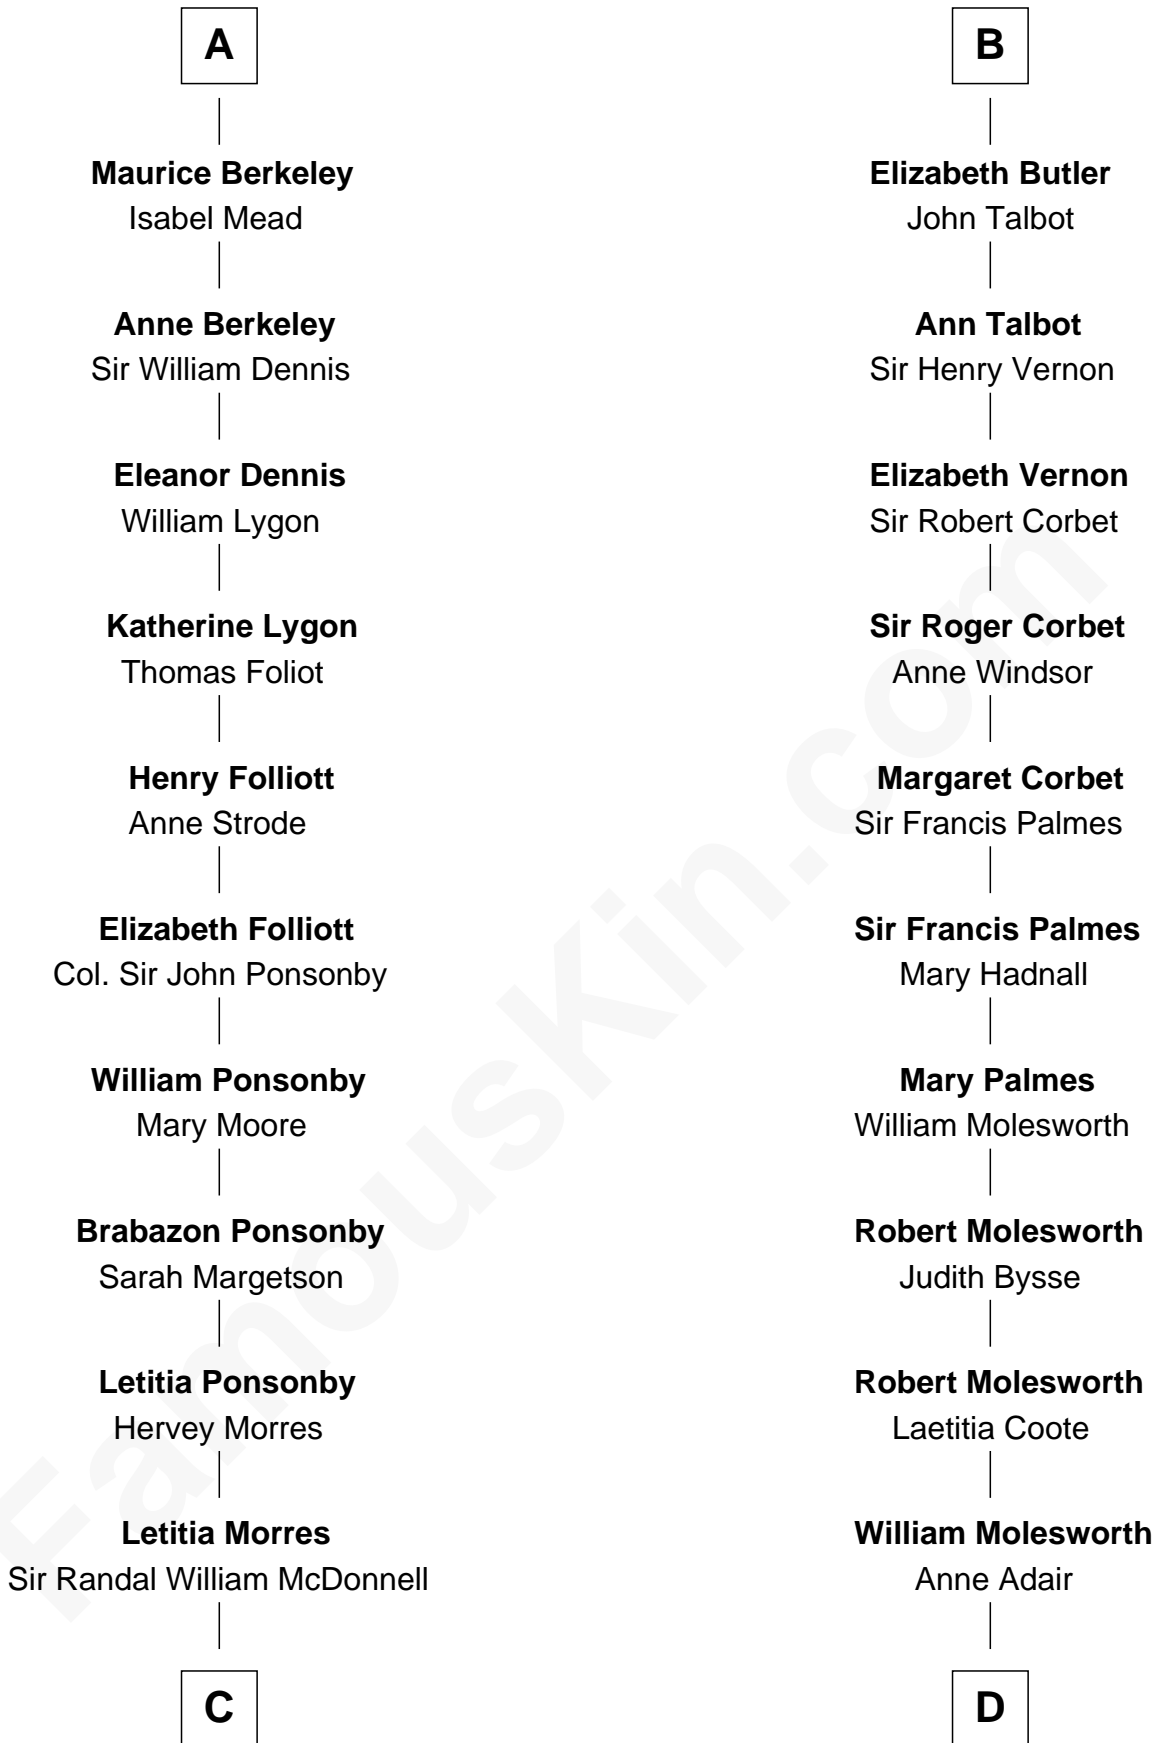 A
Maurice Berkeley
Isabel Mead
Anne Berkeley
Sir William Dennis
Eleanor Dennis
William Lygon
Katherine Lygon
Thomas Foliot
Henry Folliott
Anne Strode
Elizabeth Folliott
Col. Sir John Ponsonby
William Ponsonby
Mary Moore
Brabazon Ponsonby
Sarah Margetson
Letitia Ponsonby
Hervey Morres
Letitia Morres
Sir Randal William McDonnell
C
B
Elizabeth Butler
John Talbot
Ann Talbot
Sir Henry Vernon
Elizabeth Vernon
Sir Robert Corbet
Sir Roger Corbet
Anne Windsor
Margaret Corbet
Sir Francis Palmes
Sir Francis Palmes
Mary Hadnall
Mary Palmes
William Molesworth
Robert Molesworth
Judith Bysse
Robert Molesworth
Laetitia Coote
William Molesworth
Anne Adair
D
FamousKin.com